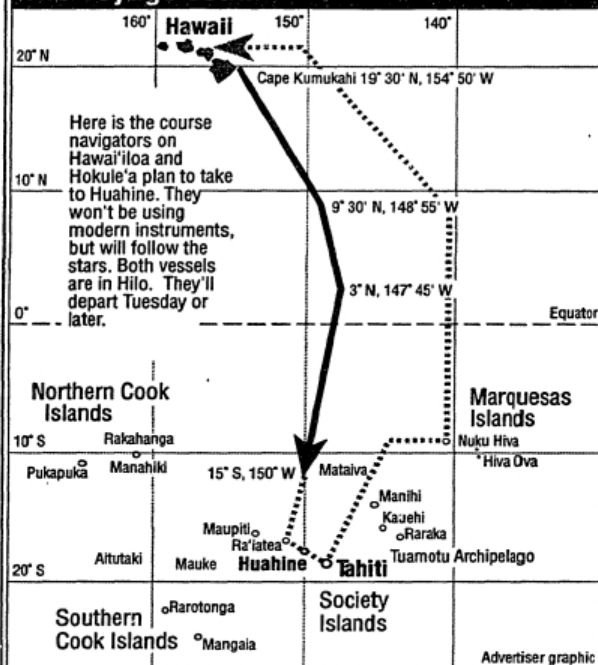 160°
150°
140°
Hawaii
20° N
Cape Kumukahi 19° 30' N, 154° 50' W
Here is the course
navigators on
Hawai'iloa and
Hokule'a plan to take
to Huahine. They
won't be using
modern instruments,
but will follow the
stars. Both vessels
are in Hilo. They'll
depart Tuesday or
later.
10° N
9° 30' N, 148° 55' W
3° N, 147° 45' W
0°
Equator
Northern Cook
Islands
Marquesas
Islands
10° S
Rakahanga
Pukapuka
Manahiki
Nuku Hiva
Hiva Ova
15° S, 150° W
Mataiva
Manihi
Kauehi
Raraka
Maupiti
Ra'iatea
Tuamotu Archipelago
Aitutaki
Mauke
Huahine
Tahiti
20° S
Society
Islands
Rarotonga
Southern
Cook Islands
Mangaia
Advertiser graphic